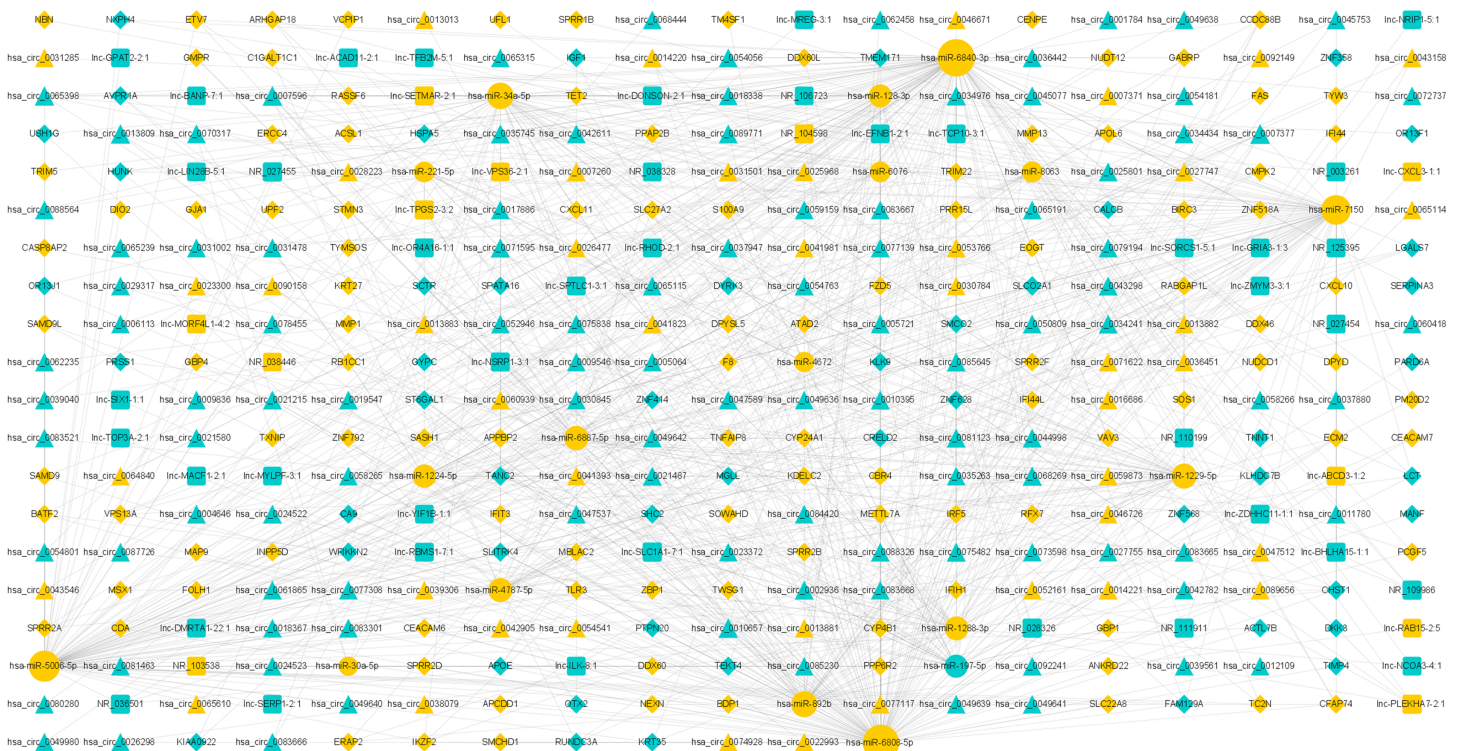 NBN NXPH4 ETV7 ARHGAP18 VCPIP1 hsa_circ_0013013 UFL1 SPRR1B hsa_circ_0068444 TM4SF1 lnc-MREG-3:1 hsa_circ_0062458 hsa_circ_0046671 CENPE hsa_circ_0001784 hsa_circ_0049638 CCDC88B hsa_circ_0045753 lnc-NRIP1-5:1
hsa_circ_0031285 lnc-GPAT2-2:1 GMPR C1GALT1C1 lnc-ACAD11-2:1 lnc-TFB2M-5:1 hsa_circ_0065315 IGF1 hsa_circ_0014220 hsa_circ_0054056 DDX60L TMEM171 hsa-miR-6840-3p hsa_circ_0036442 NUDT12 GABRP hsa_circ_0092149 ZNF358 hsa_circ_0043158
hsa_circ_0065398 AVPR1A lnc-BANP-7:1 hsa_circ_0007596 RASSF6 lnc-SETMAR-2:1 hsa-miR-34a-5p TET2 lnc-DONSON-2:1 hsa_circ_0018338 NR_106723 hsa-miR-128-3p hsa_circ_0034976 hsa_circ_0045077 hsa_circ_0007371 hsa_circ_0054181 FAS TYW3 hsa_circ_0072737
USH1G hsa_circ_0013809 hsa_circ_0070317 ERCC4 ACSL1 HSPA5 hsa_circ_0035745 hsa_circ_0042611 PPAP2B hsa_circ_0089771 NR_104598 lnc-EFNB1-2:1 lnc-TCP10-3:1 MMP13 APOL6 hsa_circ_0034434 hsa_circ_0007377 IFI44 OR13F1
TRIM5 HUNK lnc-LIN28B-5:1 NR_027455 hsa_circ_0028223 hsa-miR-221-5p lnc-VPS36-2:1 hsa_circ_0007260 NR_038328 hsa_circ_0031501 hsa_circ_0025968 hsa-miR-6076 TRIM22 hsa-miR-8063 hsa_circ_0025801 hsa_circ_0027747 CMPK2 NR_003261 lnc-CXCL3-1:1
hsa_circ_0088564 DIO2 GJA1 UPF2 STMN3 lnc-TPGS2-3:2 hsa_circ_0017886 CXCL11 SLC27A2 S100A9 hsa_circ_0059159 hsa_circ_0083667 PRR15L hsa_circ_0065191 CALCB BIRC3 ZNF518A hsa-miR-7150 hsa_circ_0065114
CASP8AP2 hsa_circ_0065239 hsa_circ_0031002 hsa_circ_0031478 TYMSOS lnc-OR4A16-1:1 hsa_circ_0071595 hsa_circ_0026477 lnc-RHOD-2:1 hsa_circ_0037947 hsa_circ_0041981 hsa_circ_0077139 hsa_circ_0053766 EOGT hsa_circ_0079194 lnc-SORCS1-5:1 lnc-GRIA3-1:3 NR_125395 LGALS7
OR13J1 hsa_circ_0029317 hsa_circ_0023300 hsa_circ_0090158 KRT27 SCTR SPATA16 lnc-SPTLC1-3:1 hsa_circ_0065115 DYRK3 hsa_circ_0054763 FZD5 hsa_circ_0030784 SLCO2A1 hsa_circ_0043298 RABGAP1L lnc-ZMYM3-3:1 CXCL10 SERPINA3
SAMD9L hsa_circ_0006113 lnc-MORF4L1-4:2 hsa_circ_0078455 MMP1 hsa_circ_0013883 hsa_circ_0052946 hsa_circ_0075838 hsa_circ_0041823 DPYSL5 ATAD2 hsa_circ_0005721 SMCO2 hsa_circ_0050809 hsa_circ_0034241 hsa_circ_0013882 DDX46 NR_027454 hsa_circ_0060418
hsa_circ_0062235 PRSS1 GBP4 NR_038446 RB1CC1 GYPC lnc-NSRP1-3:1 hsa_circ_0009546 hsa_circ_0005064 F8 hsa-miR-4672 KLK9 hsa_circ_0085645 SPRR2F hsa_circ_0071622 hsa_circ_0036451 NUDCD1 DPYD PARD6A
hsa_circ_0039040 lnc-SIX1-1:1 hsa_circ_0009836 hsa_circ_0021215 hsa_circ_0019547 ST6GAL1 hsa_circ_0060939 hsa_circ_0030845 ZNF414 hsa_circ_0047589 hsa_circ_0049636 hsa_circ_0010395 ZNF628 IFI44L hsa_circ_0016686 SOS1 hsa_circ_0058266 hsa_circ_0037880 PM20D2
hsa_circ_0083521 lnc-TOP3A-2:1 hsa_circ_0021580 TXNIP ZNF792 SASH1 APPBP2 hsa-miR-6887-5p hsa_circ_0049642 TNFAIP8 CYP24A1 CRELD2 hsa_circ_0081123 hsa_circ_0044998 VAV3 NR_110199 TNNT1 ECM2 CEACAM7
SAMD9 hsa_circ_0064840 lnc-MACF1-2:1 lnc-MYLPF-3:1 hsa_circ_0058265 hsa-miR-1224-5p TANC2 hsa_circ_0041393 hsa_circ_0021487 MGLL KDELC2 CBR4 hsa_circ_0035263 hsa_circ_0068269 hsa_circ_0059873 hsa-miR-1229-5p KLHDC7B lnc-ABCD3-1:2 LCT
BATF2 VPS13A hsa_circ_0004646 hsa_circ_0024522 CA9 lnc-YIF1B-1:1 IFIT3 hsa_circ_0047537 SHC2 SOWAHD hsa_circ_0084420 METTL7A IRF5 RFX7 hsa_circ_0046726 ZNF568 lnc-ZDHHC11-1:1 hsa_circ_0011780 MANF
hsa_circ_0054801 hsa_circ_0087726 MAP9 INPP5D WFIKKN2 lnc-RBMS1-7:1 SLITRK4 MBLAC2 lnc-SLC1A1-7:1 hsa_circ_0023372 SPRR2B hsa_circ_0088326 hsa_circ_0075482 hsa_circ_0073598 hsa_circ_0027755 hsa_circ_0083665 hsa_circ_0047512 lnc-BHLHA15-1:1 PCGF5
hsa_circ_0043546 MSX1 FOLH1 hsa_circ_0061865 hsa_circ_0077308 hsa_circ_0039306 hsa-miR-4787-5p TLR3 ZBP1 TWSG1 hsa_circ_0002936 hsa_circ_0083668 IFIH1 hsa_circ_0052161 hsa_circ_0014221 hsa_circ_0042782 hsa_circ_0089656 CHST1 NR_109986
SPRR2A CDA lnc-DMRTA1-22:1 hsa_circ_0018367 hsa_circ_0083301 CEACAM6 hsa_circ_0042905 hsa_circ_0054541 PTPN20 hsa_circ_0010657 hsa_circ_0013881 CYP4B1 hsa-miR-1288-3p NR_028326 GBP1 NR_111911 ACTL7B DKK3 lnc-RAB15-2:5
hsa-miR-5006-5p hsa_circ_0081463 NR_103538 hsa_circ_0024523 hsa-miR-30a-5p SPRR2D APOE lnc-ILK-8:1 DDX60 TEKT4 hsa_circ_0085230 PPP6R2 hsa-miR-197-5p hsa_circ_0092241 ANKRD22 hsa_circ_0039561 hsa_circ_0012109 TIMP4 lnc-NCOA3-4:1
hsa_circ_0080280 NR_036501 hsa_circ_0065610 lnc-SERP1-2:1 hsa_circ_0049640 hsa_circ_0038079 APCDD1 OTX2 NEXN BDP1 hsa-miR-892b hsa_circ_0077117 hsa_circ_0049639 hsa_circ_0049641 SLC22A8 FAM129A TC2N CFAP74 lnc-PLEKHA7-2:1
hsa_circ_0049980 hsa_circ_0026298 KIAA0922 hsa_circ_0083666 ERAP2 IKZF2 SMCHD1 RUNDC3A KRT35 hsa_circ_0074928 hsa_circ_0022993 hsa-miR-6808-5p